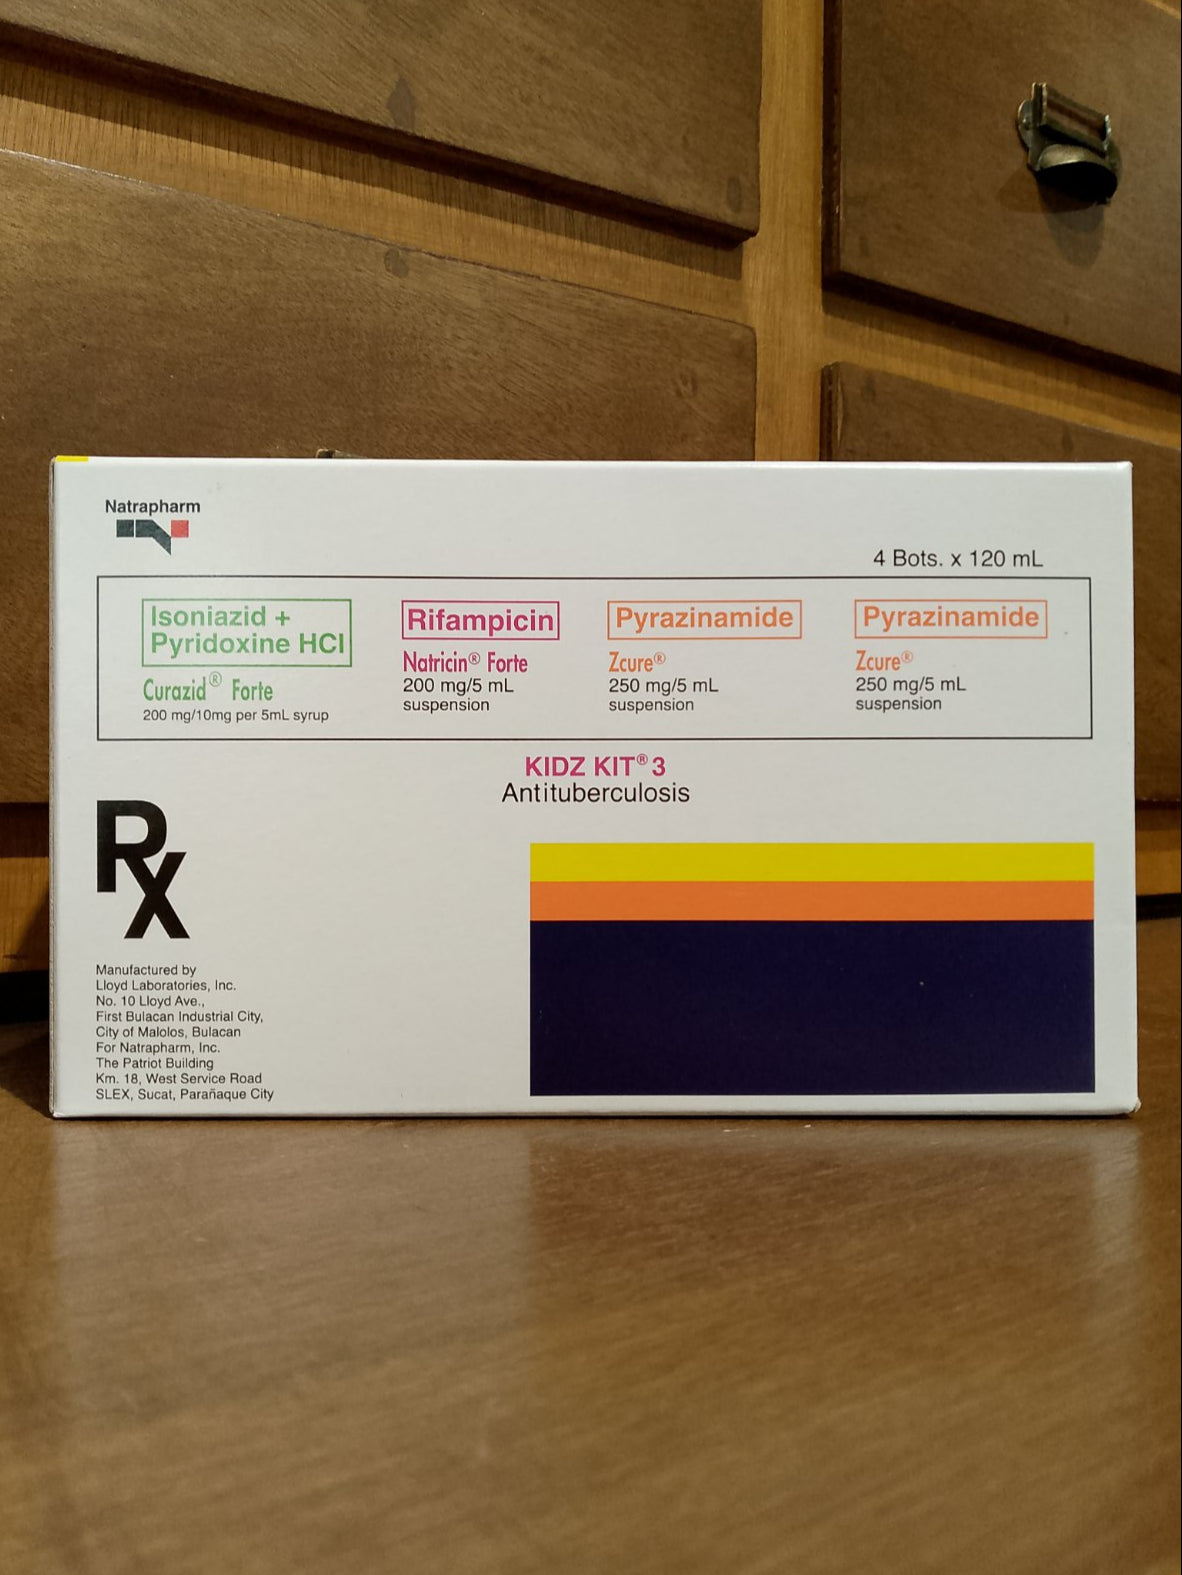 Natrapharm
4 Bots. x 120 mL
Isoniazid +
Pyridoxine HCl
Curazid® Forte
200 mg/10mg per 5mL syrup
Rifampicin
Natricin® Forte
200 mg/5 mL
suspension
Pyrazinamide
Zcure®
250 mg/5 mL
suspension
Pyrazinamide
Zcure®
250 mg/5 mL
suspension
KIDZ KIT® 3
Antituberculosis
Rx
Manufactured by
Lloyd Laboratories, Inc.
No. 10 Lloyd Ave.,
First Bulacan Industrial City,
City of Malolos, Bulacan
For Natrapharm, Inc.
The Patriot Building
Km. 18, West Service Road
SLEX, Sucat, Parañaque City